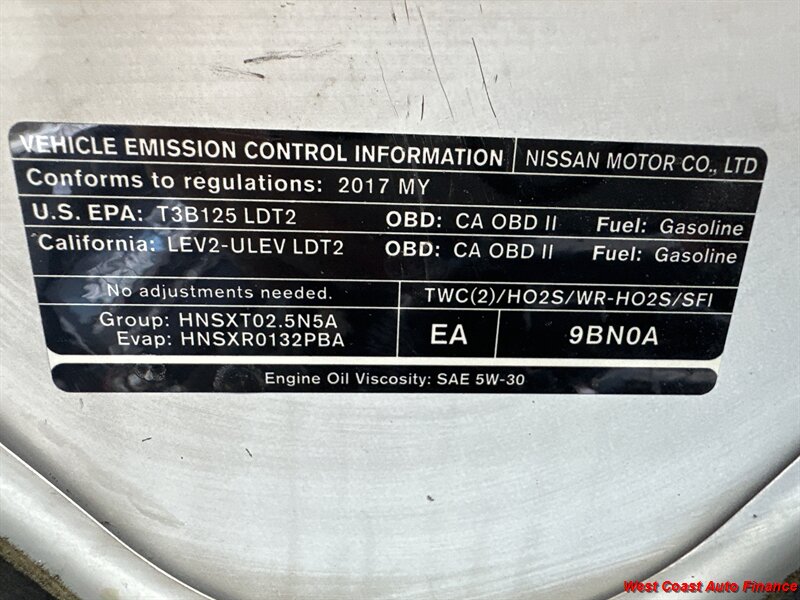 VEHICLE EMISSION CONTROL INFORMATION NISSAN MOTOR CO., LTD
Conforms to regulations: 2017 MY
U.S. EPA: T3B125 LDT2 OBD: CA OBD II Fuel: Gasoline
California: LEV2-ULEV LDT2 OBD: CA OBD II Fuel: Gasoline
No adjustments needed. TWC(2)/HO2S/WR-HO2S/SFI
Group: HNSXT02.5N5A
Evap: HNSXR0132PBA
EA 9BN0A
Engine Oil Viscosity: SAE 5W-30
West Coast Auto Finance